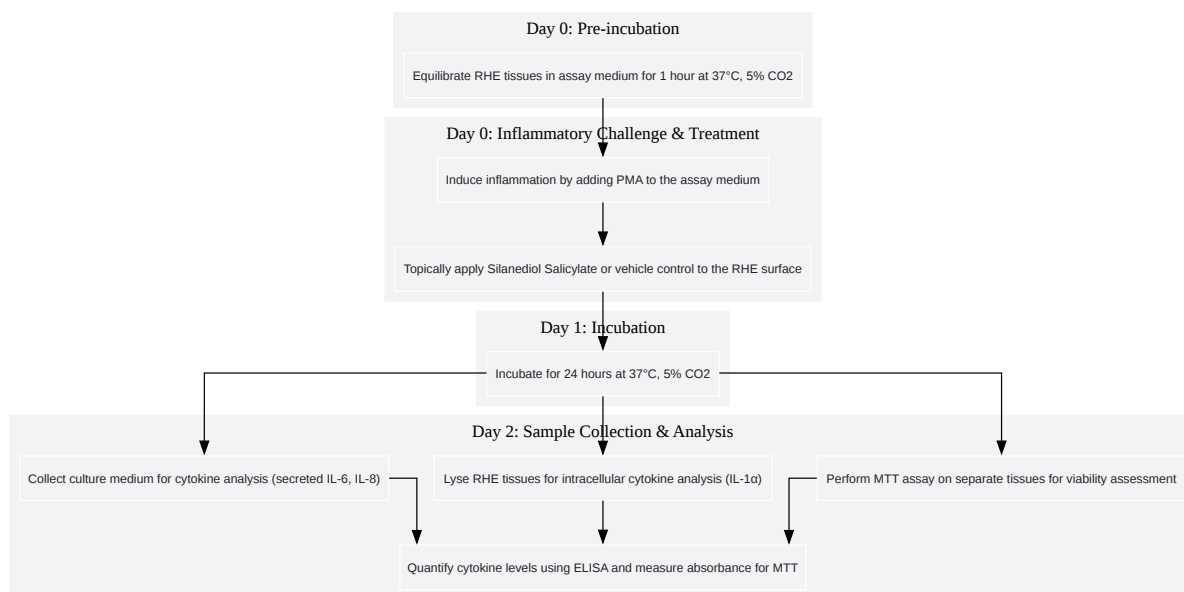 Day 0: Pre-incubation
Equilibrate RHE tissues in assay medium for 1 hour at 37°C, 5% CO2
Day 0: Inflammatory Challenge & Treatment
Induce inflammation by adding PMA to the assay medium
Topically apply Silanediol Salicylate or vehicle control to the RHE surface
Day 1: Incubation
Incubate for 24 hours at 37°C, 5% CO2
Day 2: Sample Collection & Analysis
Collect culture medium for cytokine analysis (secreted IL-6, IL-8)
Lyse RHE tissues for intracellular cytokine analysis (IL-1α)
Perform MTT assay on separate tissues for viability assessment
Quantify cytokine levels using ELISA and measure absorbance for MTT